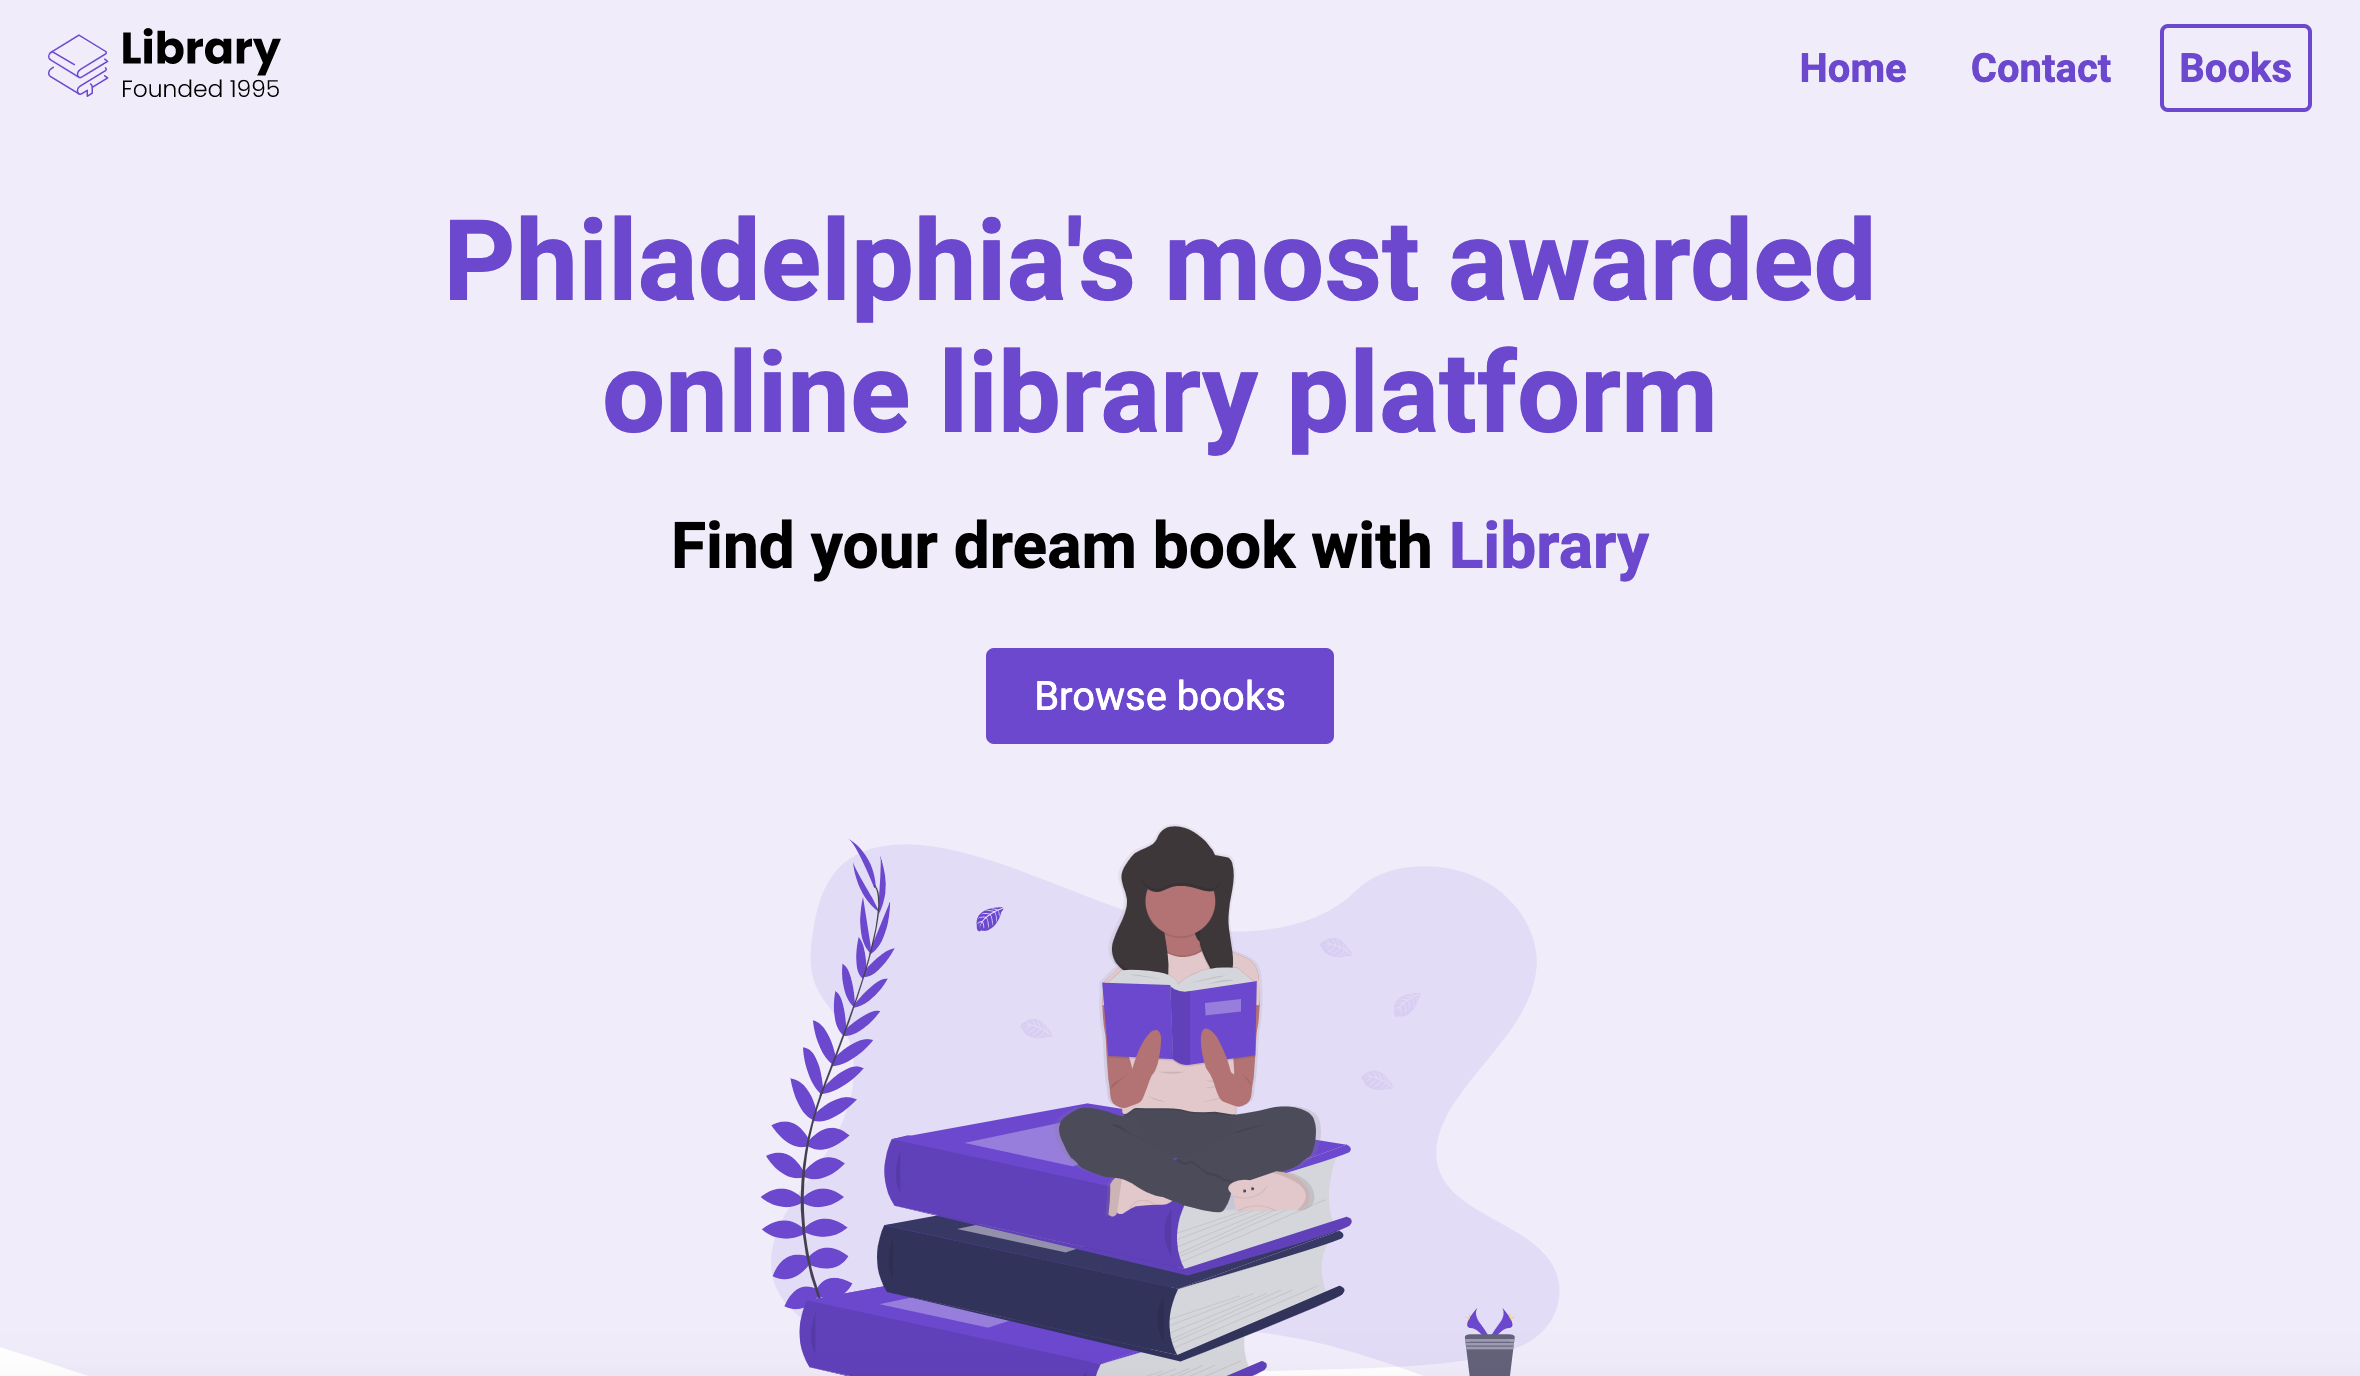 Library
Founded 1995
Home Contact Books
Philadelphia's most awarded
online library platform
Find your dream book with Library
Browse books